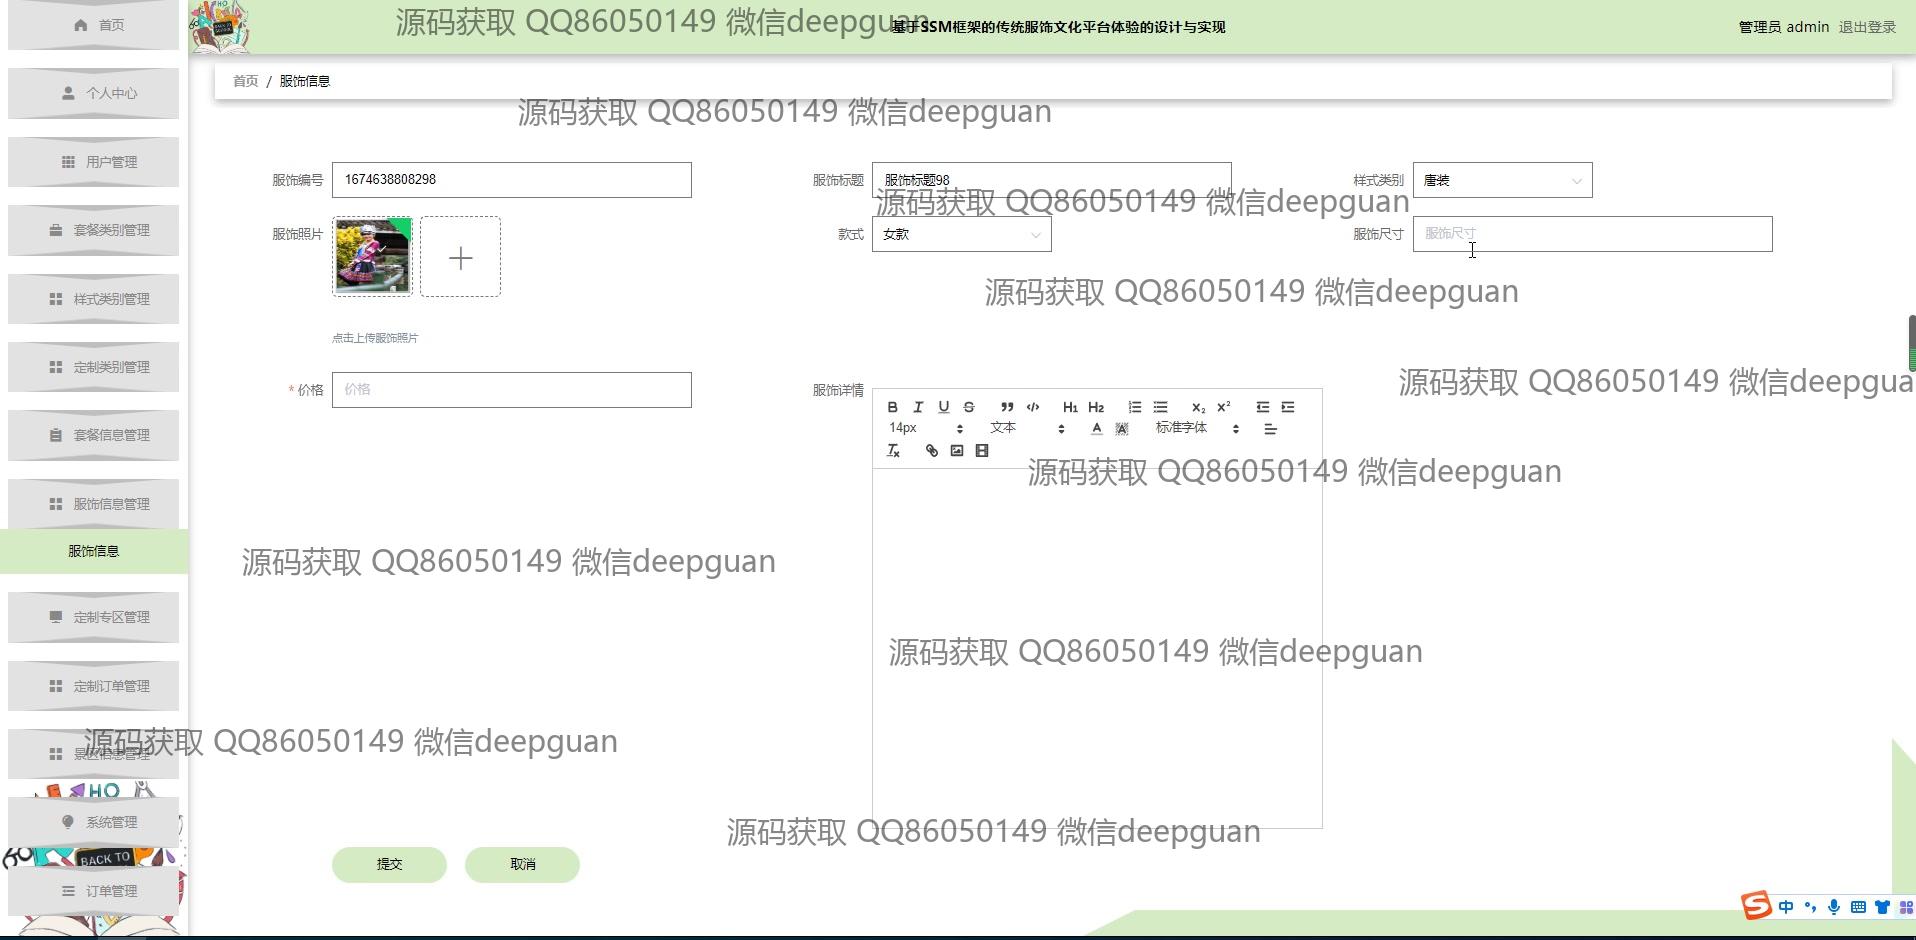 首页
源码获取 QQ86050149 微信deepguan
基于SSM框架的传统服饰文化平台体验的设计与实现
管理员 admin 退出登录
首页 / 服饰信息
个人中心
源码获取 QQ86050149 微信deepguan
用户管理
服饰编号 1674638808298
服饰标题 服饰标题98
样式类别 唐装
源码获取 QQ86050149 微信deepguan
套餐类别管理
服饰照片
款式 女款
服饰尺寸 服饰尺寸
样式类别管理
源码获取 QQ86050149 微信deepguan
点击上传服饰照片
定制类别管理
* 价格 价格
服饰详情
源码获取 QQ86050149 微信deepgua
B I U S H1 H2 X2 X2
14px 文本 A A 标准字体
Tx
套餐信息管理
源码获取 QQ86050149 微信deepguan
服饰信息管理
服饰信息
源码获取 QQ86050149 微信deepguan
定制专区管理
源码获取 QQ86050149 微信deepguan
定制订单管理
源码获取 QQ86050149 微信deepguan
景区信息管理
HO
系统管理
源码获取 QQ86050149 微信deepguan
BACK TO
提交 取消
订单管理
中